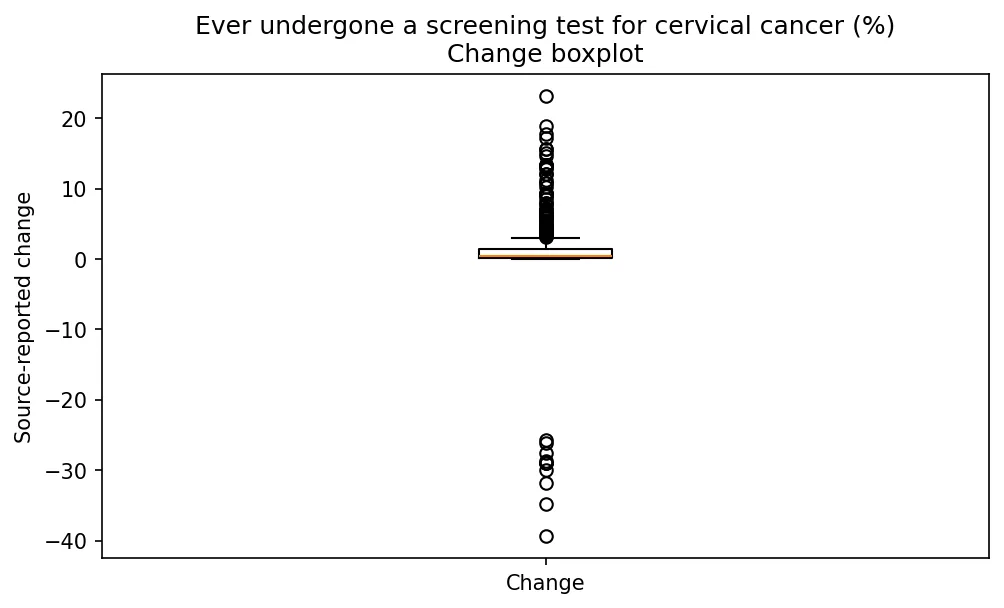 Ever undergone a screening test for cervical cancer (%)
Change boxplot
Source-reported change
20
10
0
−10
−20
−30
−40
Change